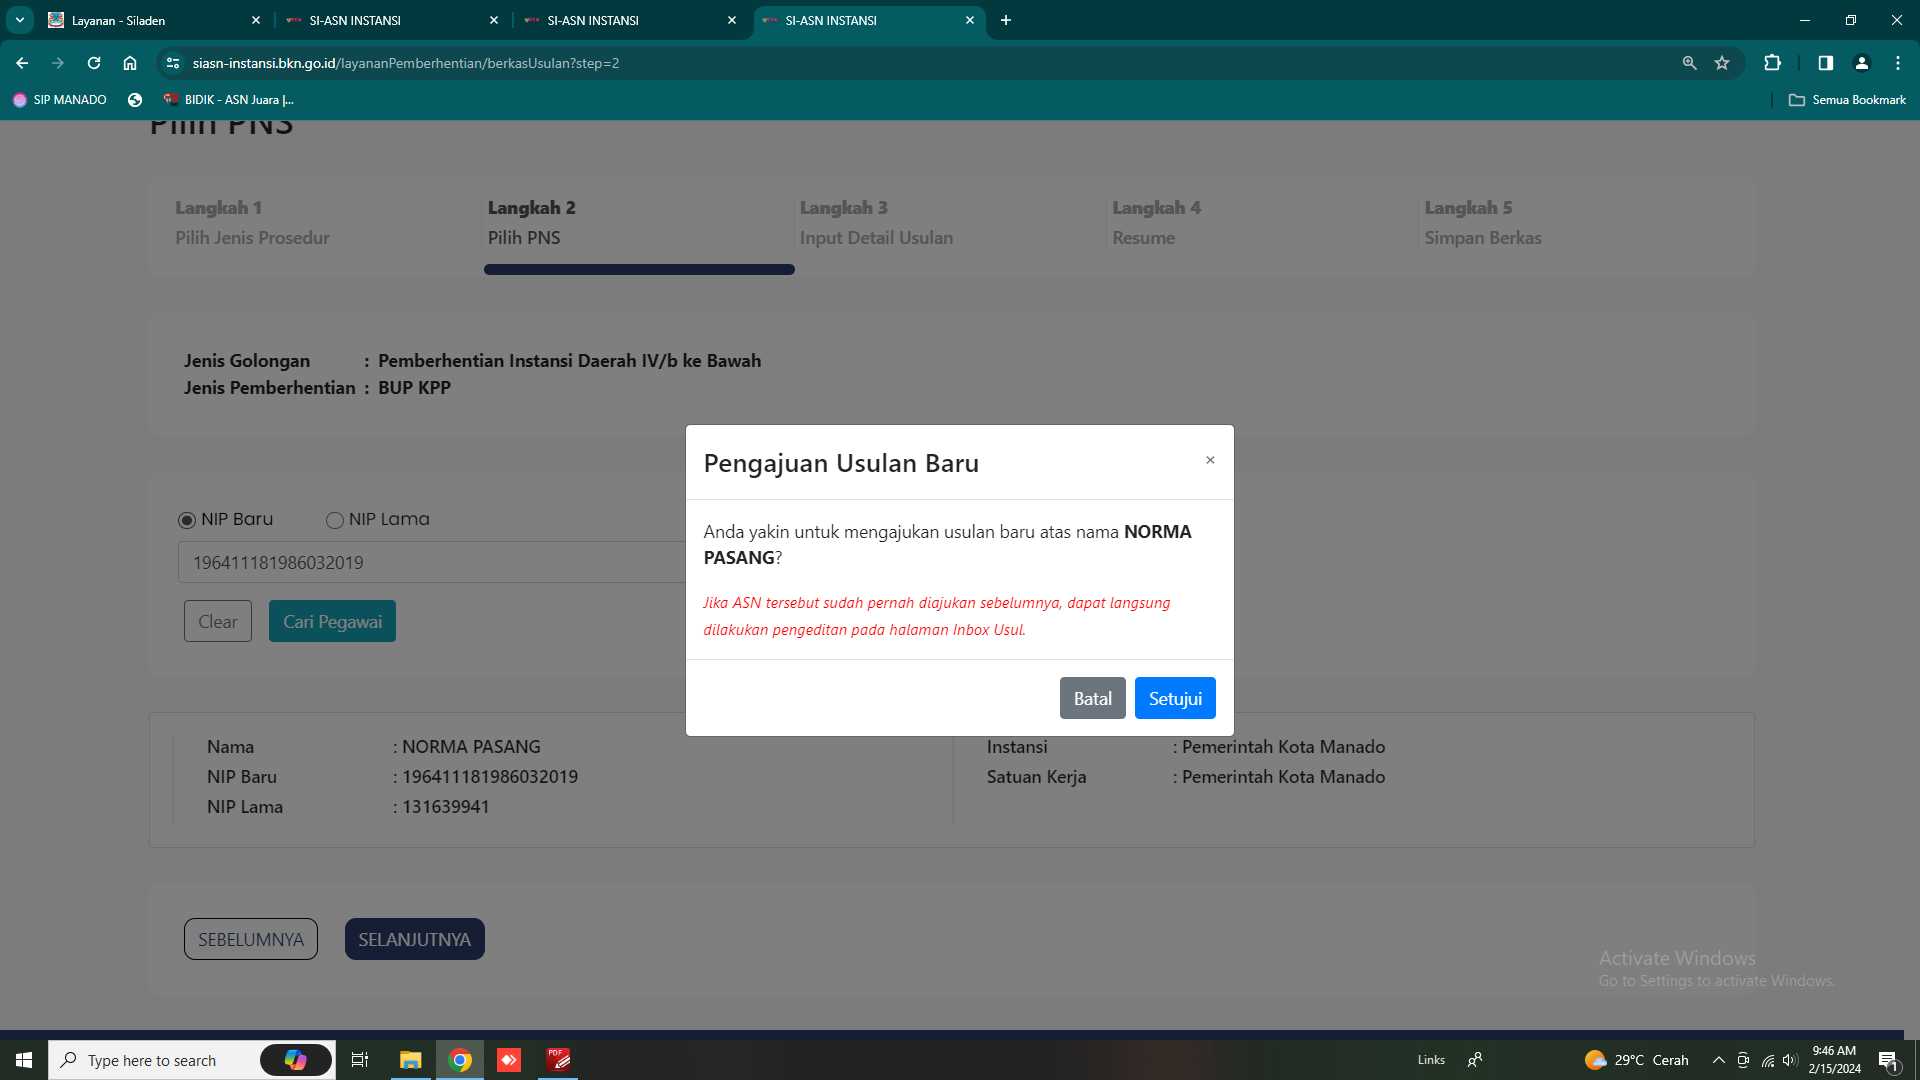 Layanan - Siladen
SI-ASN INSTANSI
SI-ASN INSTANSI
SI-ASN INSTANSI
siasn-instansi.bkn.go.id/layananPemberhentian/berkasUsulan?step=2
SIP MANADO
BIDIK - ASN Juara |...
Semua Bookmark
Pilih PNS
Langkah 1
Pilih Jenis Prosedur
Langkah 2
Pilih PNS
Langkah 3
Input Detail Usulan
Langkah 4
Resume
Langkah 5
Simpan Berkas
Jenis Golongan : Pemberhentian Instansi Daerah IV/b ke Bawah
Jenis Pemberhentian : BUP KPP
NIP Baru NIP Lama
196411181986032019
Clear Cari Pegawai
Pengajuan Usulan Baru
×
Anda yakin untuk mengajukan usulan baru atas nama NORMA
PASANG?
Jika ASN tersebut sudah pernah diajukan sebelumnya, dapat langsung
dilakukan pengeditan pada halaman Inbox Usul.
Batal Setujui
Nama : NORMA PASANG
NIP Baru : 196411181986032019
NIP Lama : 131639941
Instansi : Pemerintah Kota Manado
Satuan Kerja : Pemerintah Kota Manado
SEBELUMNYA SELANJUTNYA
Activate Windows
Go to Settings to activate Windows.
Type here to search
PDF
Links
29°C Cerah
9:46 AM
2/15/2024
1